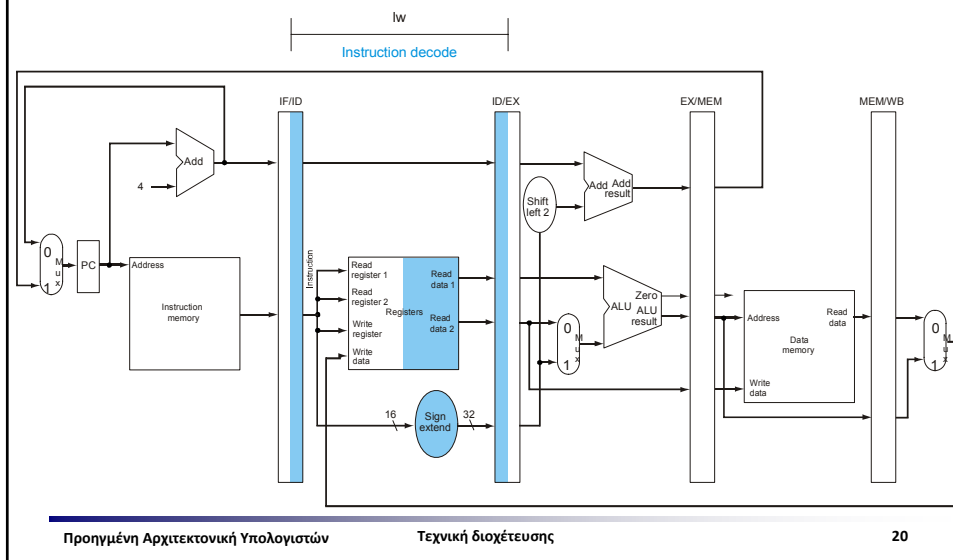 lw
Instruction decode
IF/ID
ID/EX
EX/MEM
MEM/WB
Add
4
Shift
left 2
Add
Add
result
0
M
u
x
1
PC
Address
Instruction
memory
Instruction
Read
register 1
Read
register 2
Write
register
Write
data
Registers
Read
data 1
Read
data 2
0
M
u
x
1
Zero
ALU
ALU
result
Address
Read
data
Data
memory
Write
data
0
M
u
x
1
16
Sign
extend
32
Προηγμένη Αρχιτεκτονική Υπολογιστών
Τεχνική διοχέτευσης
20